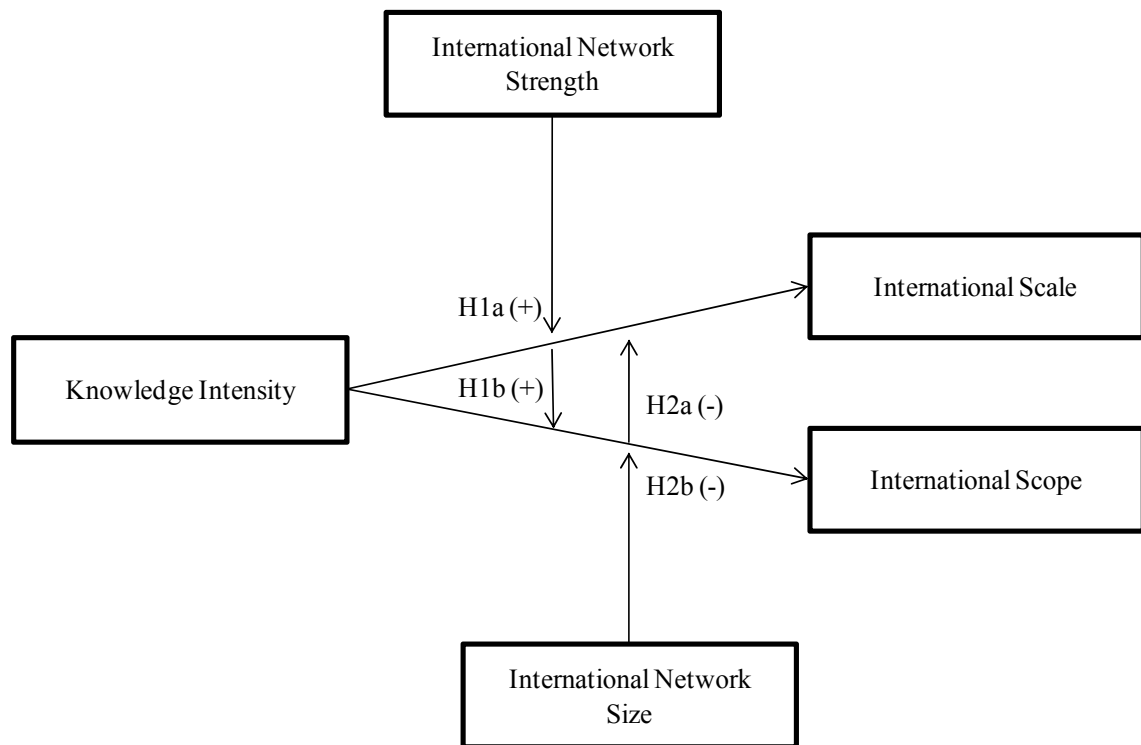 International Network
Strength
International Scale
H1a (+)
Knowledge Intensity
H1b (+)
H2a (-)
International Scope
H2b (-)
International Network
Size